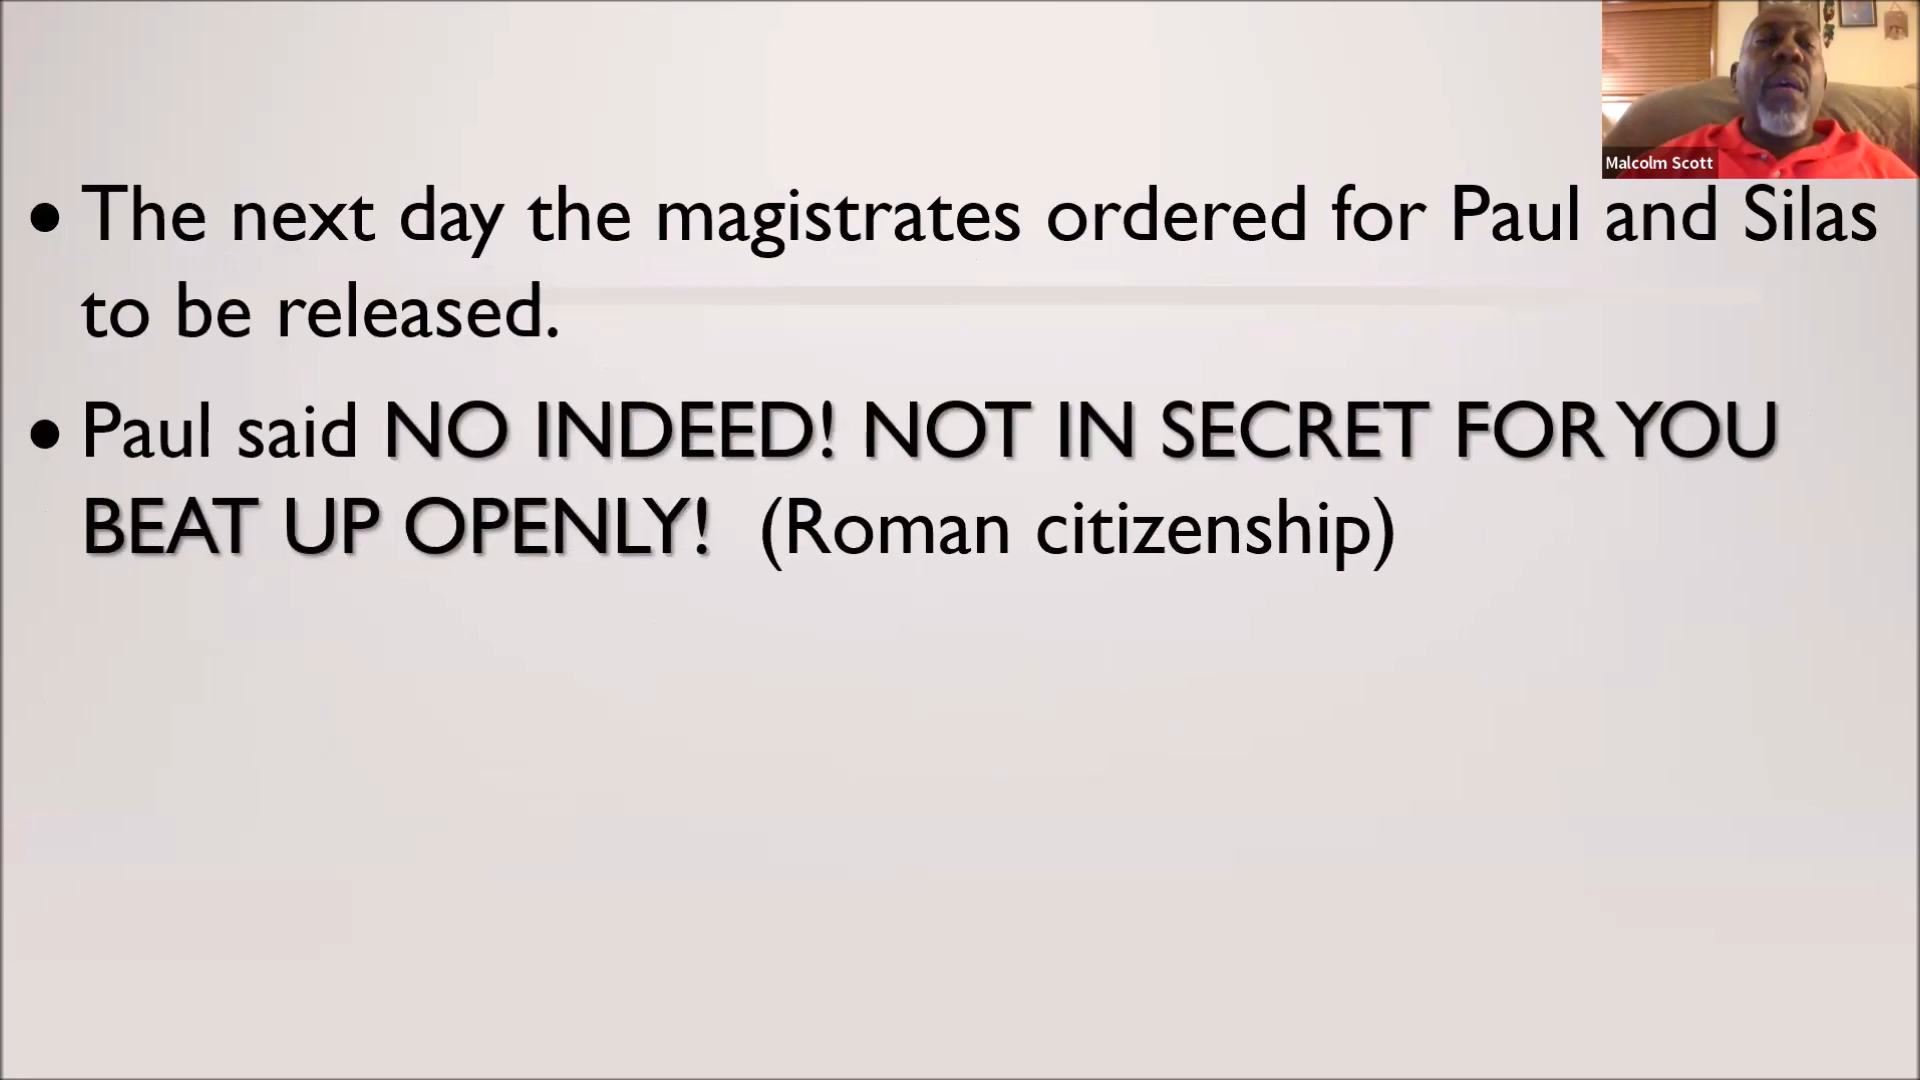 Malcolm Scott
• The next day the magistrates ordered for Paul and Silas
to be released.
• Paul said NO INDEED! NOT IN SECRET FOR YOU
BEAT UP OPENLY! (Roman citizenship)